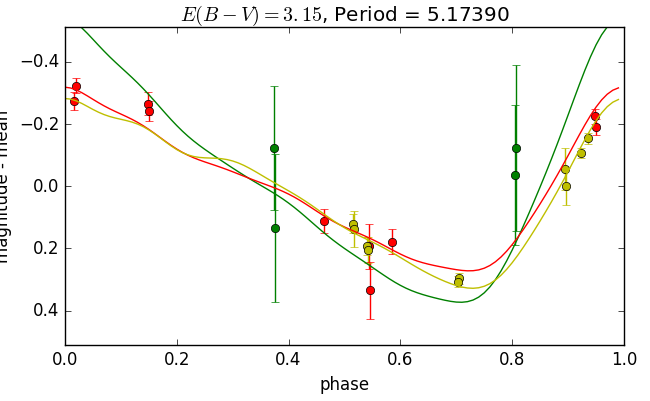 E(B − V) = 3.15, Period = 5.17390
−0.4
−0.2
0.0
0.2
0.4
magnitude - mean
0.0 0.2 0.4 0.6 0.8 1.0
phase